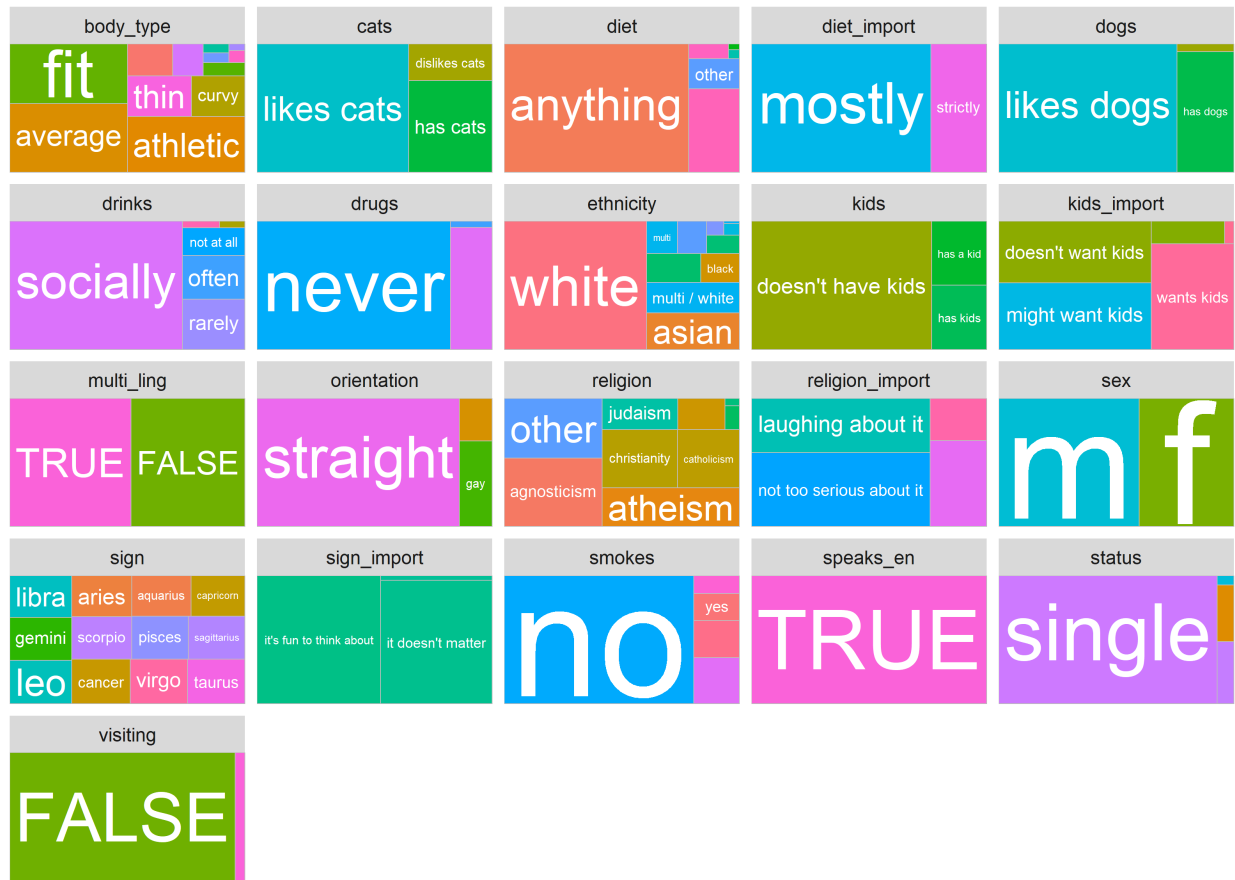 body_type
fit
average
thin
curvy
athletic
cats
likes cats
dislikes cats
has cats
diet
anything
other
diet_import
mostly
strictly
dogs
likes dogs
has dogs
drinks
socially
not at all
often
rarely
drugs
never
ethnicity
white
multi
black
multi / white
asian
kids
doesn't have kids
has a kid
has kids
kids_import
doesn't want kids
might want kids
wants kids
multi_ling
TRUE
FALSE
orientation
straight
gay
religion
other
agnosticism
judaism
christianity
catholicism
atheism
religion_import
laughing about it
not too serious about it
sex
m
f
sign
libra
aries
aquarius
capricorn
gemini
scorpio
pisces
sagittarius
leo
cancer
virgo
taurus
sign_import
it's fun to think about
it doesn't matter
smokes
no
yes
speaks_en
TRUE
status
single
visiting
FALSE